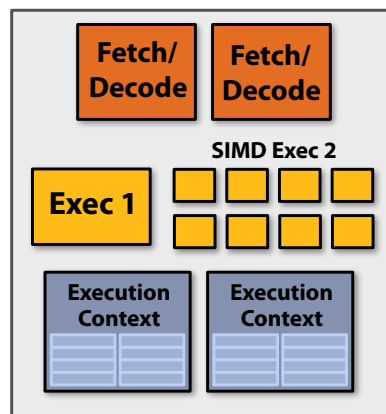 Fetch/
Decode
Fetch/
Decode
SIMD Exec 2
Exec 1
Execution
Context
Execution
Context